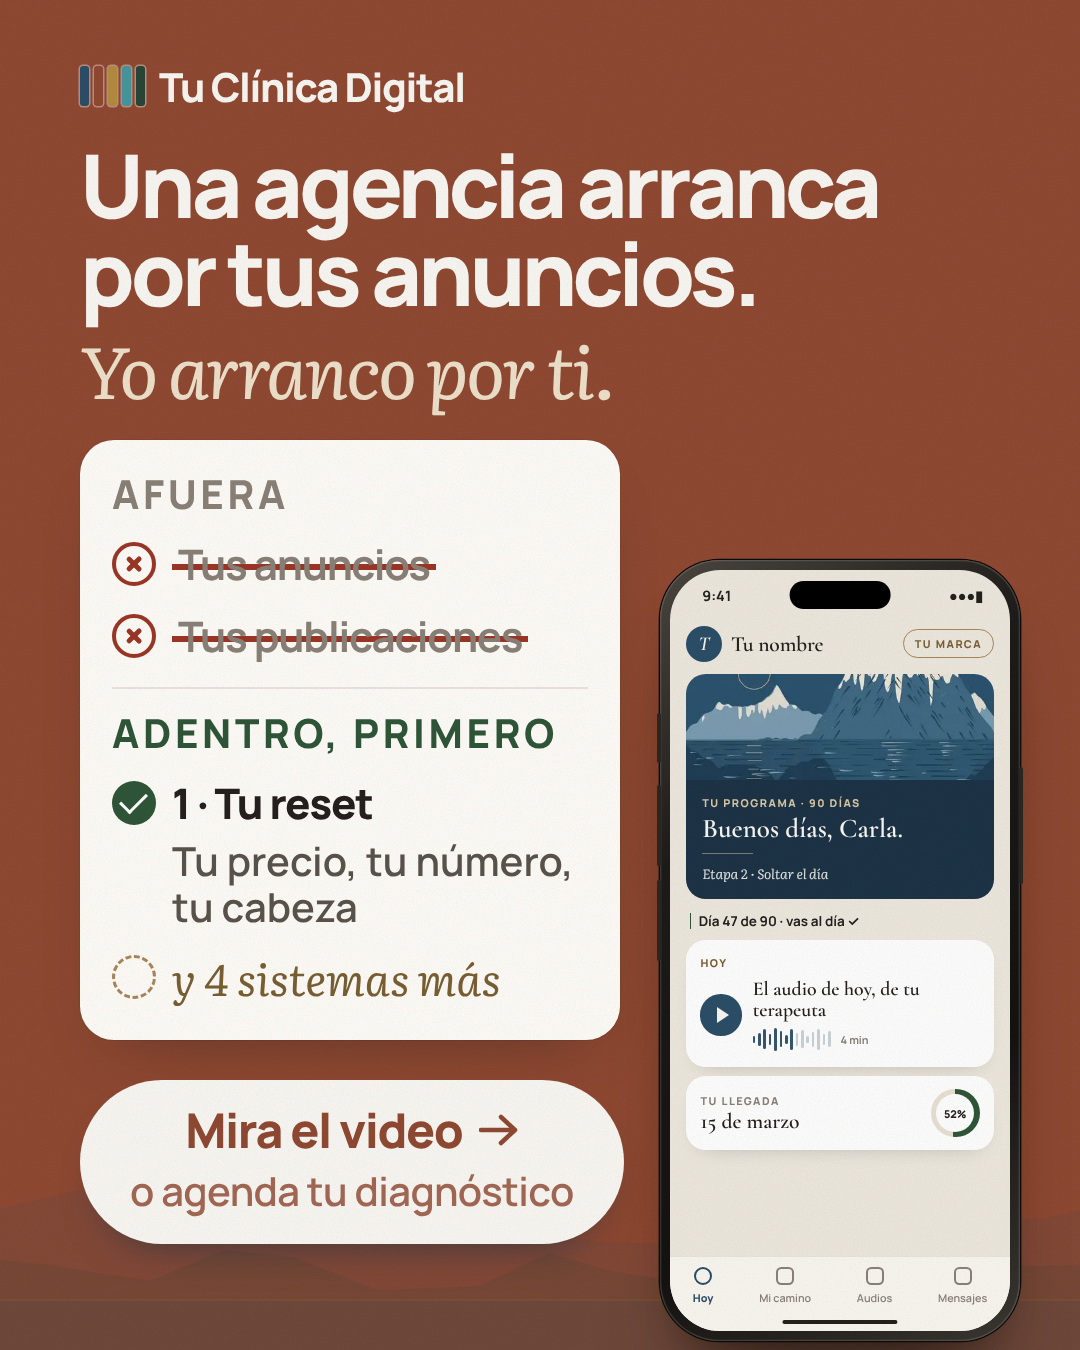 Tu Clínica Digital
Una agencia arranca
por tus anuncios.
Yo arranco por ti.
AFUERA
Tus anuncios
Tus publicaciones
ADENTRO, PRIMERO
1 · Tu reset
Tu precio, tu número,
tu cabeza
y 4 sistemas más
Mira el video →
o agenda tu diagnóstico
9:41
T Tu nombre
TU MARCA
TU PROGRAMA · 90 DÍAS
Buenos días, Carla.
Etapa 2 · Soltar el día
Día 47 de 90 · vas al día ✓
HOY
El audio de hoy, de tu
terapeuta
4 min
TU LLEGADA
15 de marzo
52%
Hoy Mi camino Audios Mensajes